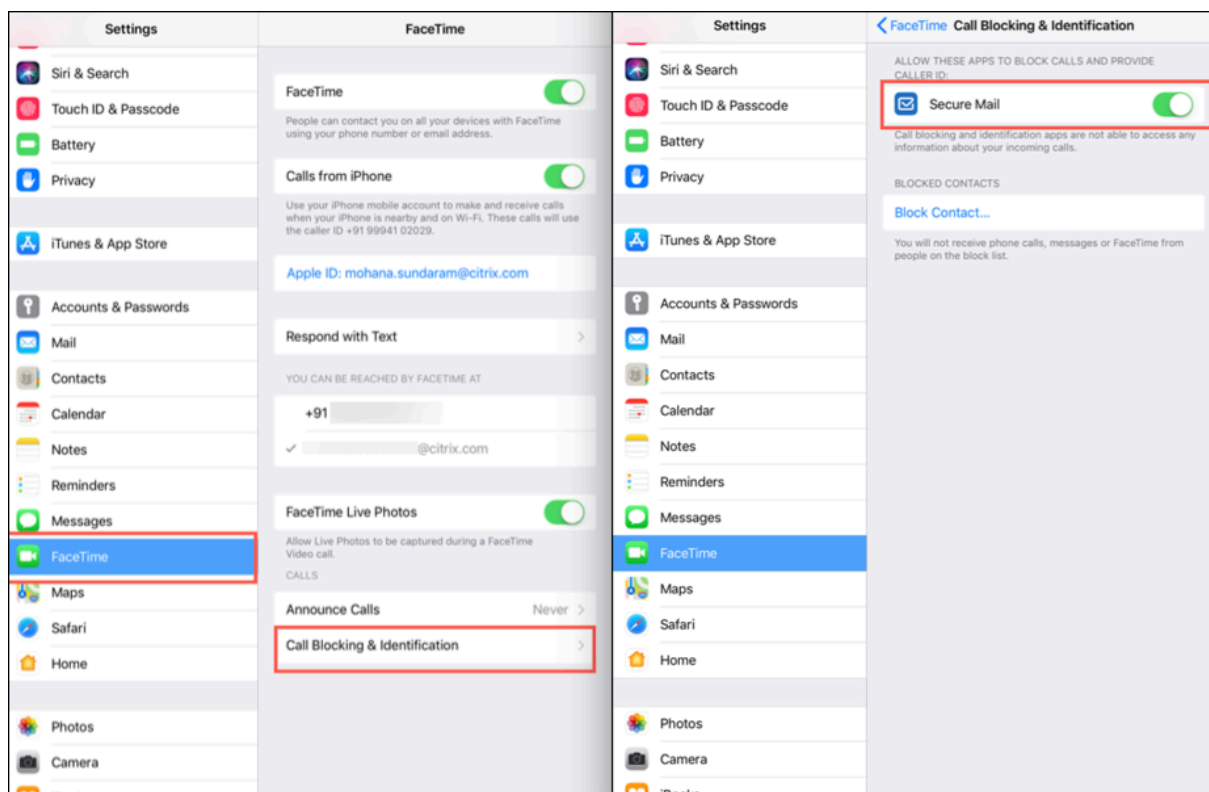 Settings
Siri & Search
Touch ID & Passcode
Battery
Privacy
iTunes & App Store
Accounts & Passwords
Mail
Contacts
Calendar
Notes
Reminders
Messages
FaceTime
Maps
Safari
Home
Photos
Camera
FaceTime
FaceTime
People can contact you on all your devices with FaceTime
using your phone number or email address.
Calls from iPhone
Use your iPhone mobile account to make and receive calls
when your iPhone is nearby and on Wi-Fi. These calls will use
the caller ID +91 99941 02029.
Apple ID: mohana.sundaram@citrix.com
Respond with Text
YOU CAN BE REACHED BY FACETIME AT
+91
@citrix.com
FaceTime Live Photos
Allow Live Photos to be captured during a FaceTime
Video call.
CALLS
Announce Calls Never
Call Blocking & Identification
Settings
Siri & Search
Touch ID & Passcode
Battery
Privacy
iTunes & App Store
Accounts & Passwords
Mail
Contacts
Calendar
Notes
Reminders
Messages
FaceTime
Maps
Safari
Home
Photos
Camera
FaceTime Call Blocking & Identification
ALLOW THESE APPS TO BLOCK CALLS AND PROVIDE
CALLER ID:
Secure Mail
Call blocking and identification apps are not able to access any
information about your incoming calls.
BLOCKED CONTACTS
Block Contact...
You will not receive phone calls, messages or FaceTime from
people on the block list.